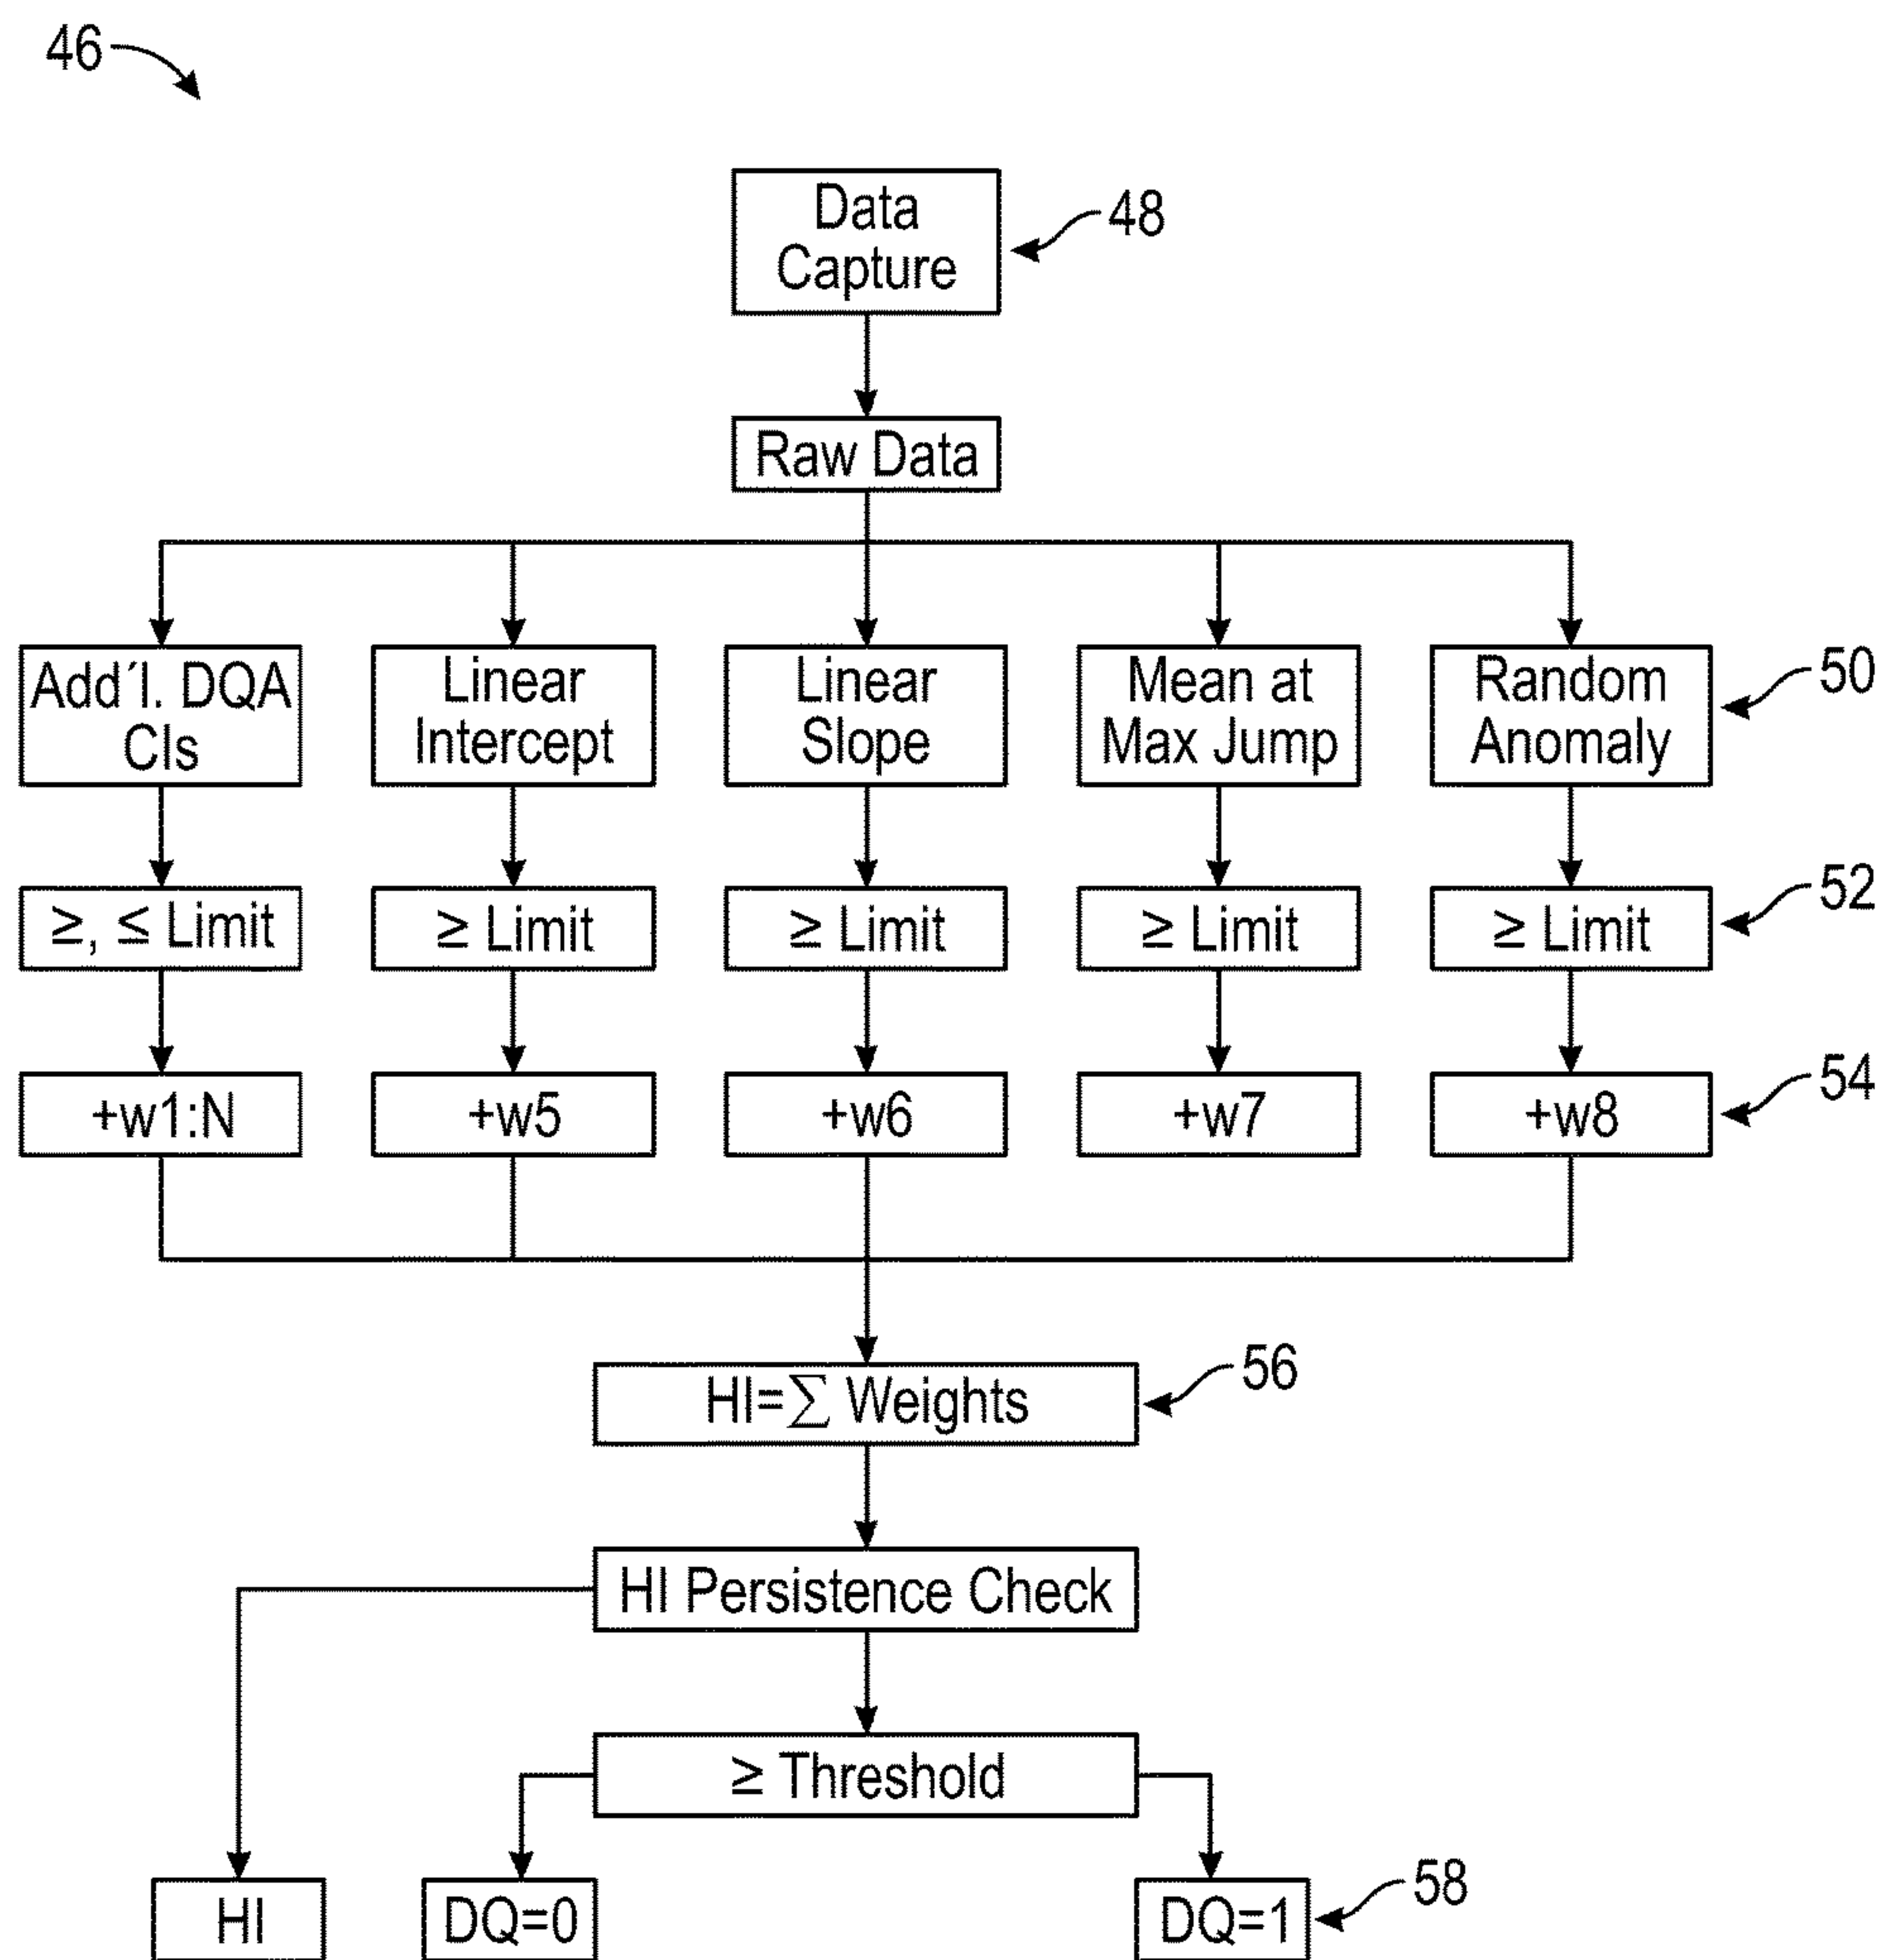 46
Data
Capture
48
Raw Data
Add´l. DQA
CIs
Linear
Intercept
Linear
Slope
Mean at
Max Jump
Random
Anomaly
50
≥, ≤ Limit
≥ Limit
≥ Limit
≥ Limit
≥ Limit
52
+w1:N
+w5
+w6
+w7
+w8
54
HI=∑ Weights
56
HI Persistence Check
≥ Threshold
HI
DQ=0
DQ=1
58